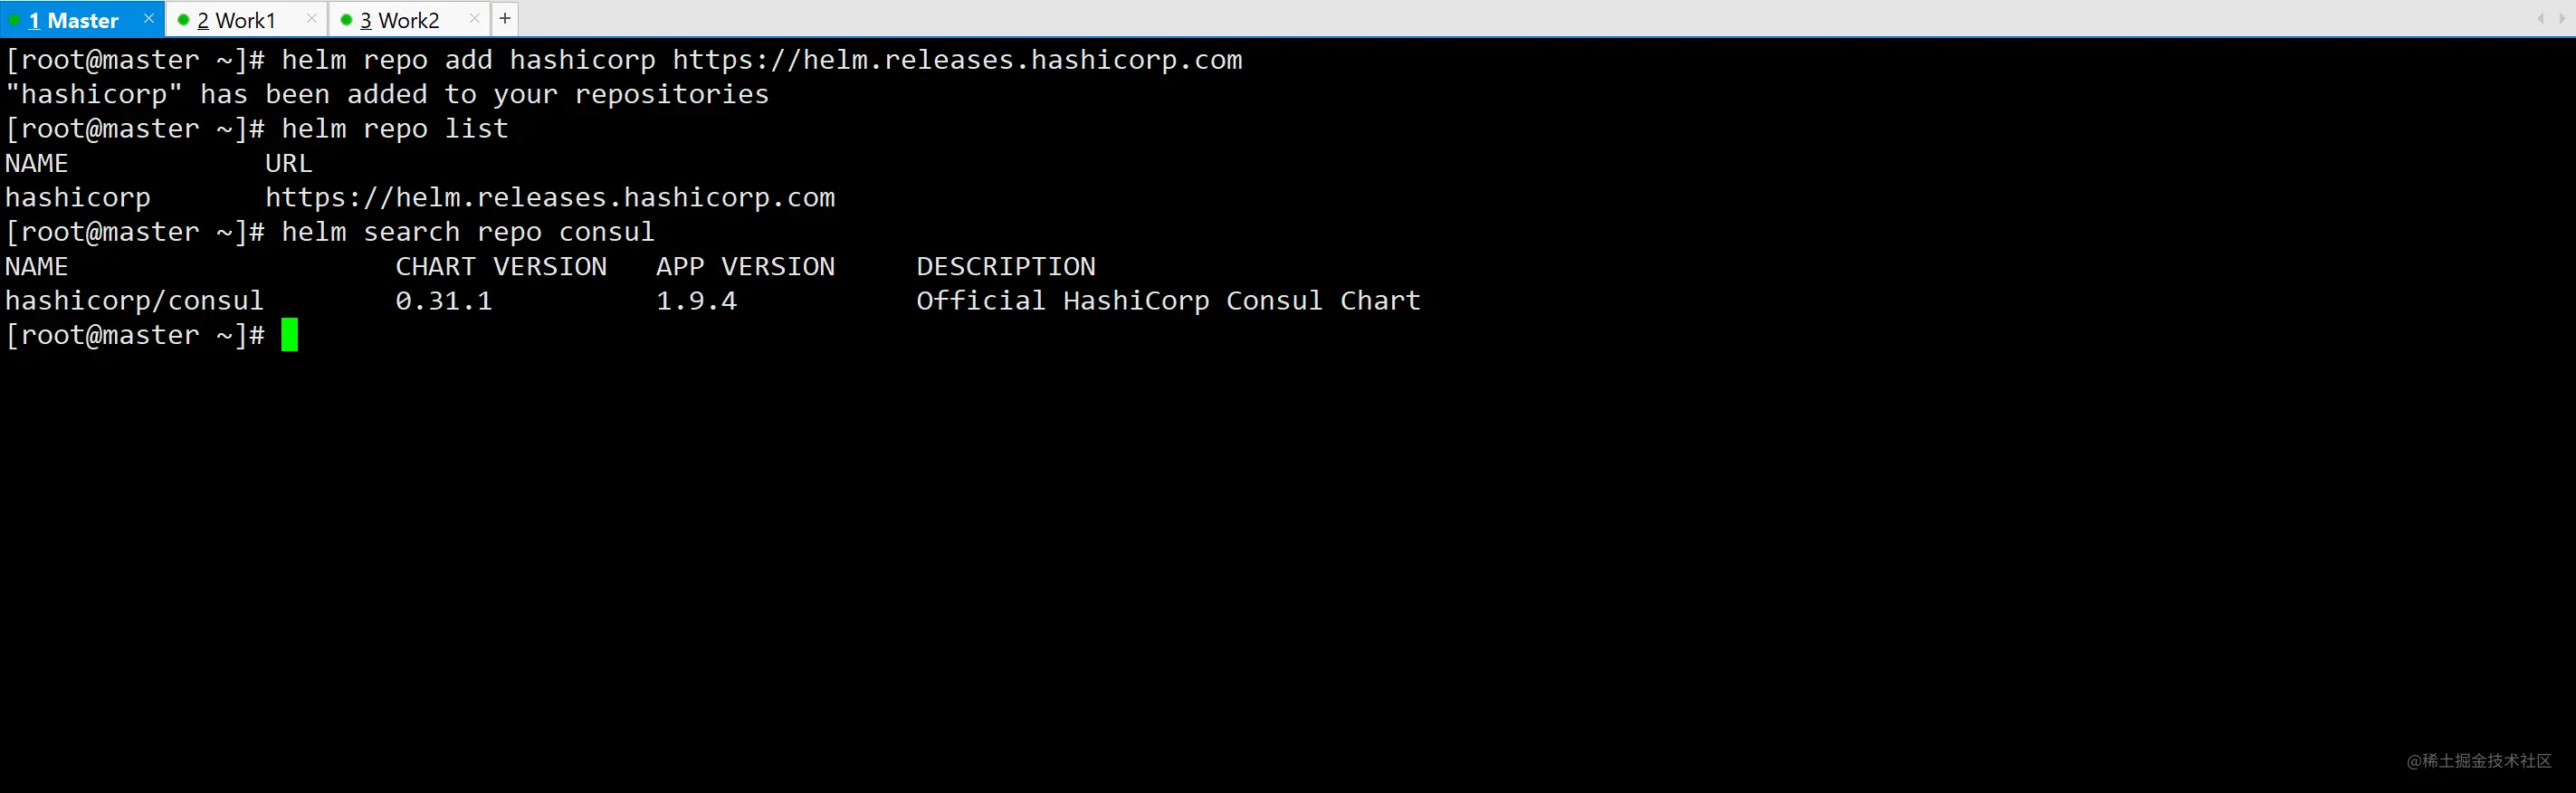 1 Master × 2 Work1 × 3 Work2 × +
[root@master ~]# helm repo add hashicorp https://helm.releases.hashicorp.com
"hashicorp" has been added to your repositories
[root@master ~]# helm repo list
NAME URL
hashicorp https://helm.releases.hashicorp.com
[root@master ~]# helm search repo consul
NAME CHART VERSION APP VERSION DESCRIPTION
hashicorp/consul 0.31.1 1.9.4 Official HashiCorp Consul Chart
[root@master ~]#
@稀土掘金技术社区